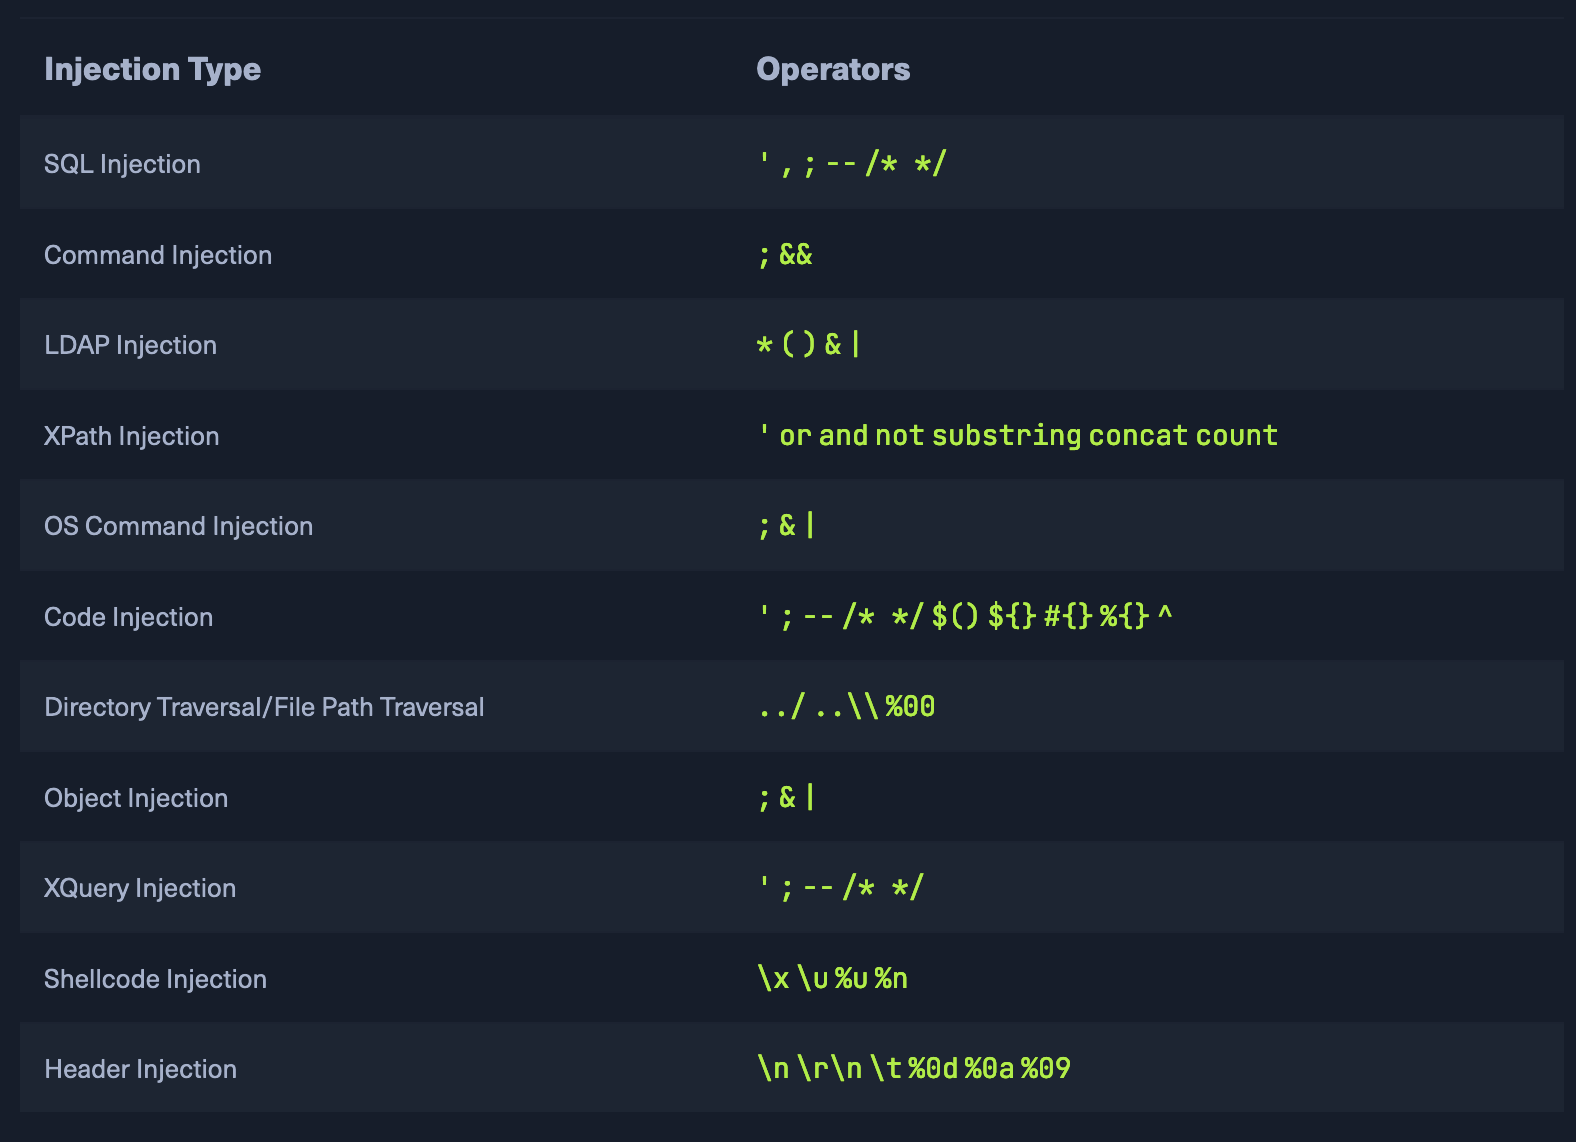 Injection Type Operators
SQL Injection ' , ; -- /* */
Command Injection ; &&
LDAP Injection * ( ) & |
XPath Injection ' or and not substring concat count
OS Command Injection ; & |
Code Injection ' ; -- /* */ $() ${} #{} %{} ^
Directory Traversal/File Path Traversal ../ ..\\ %00
Object Injection ; & |
XQuery Injection ' ; -- /* */
Shellcode Injection \x \u %u %n
Header Injection \n \r\n \t %0d %0a %09